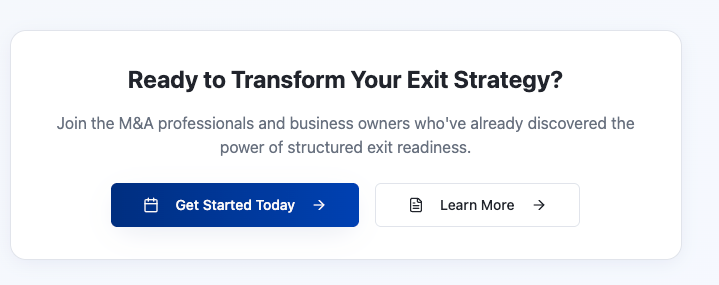 Ready to Transform Your Exit Strategy?
Join the M&A professionals and business owners who've already discovered the
power of structured exit readiness.
Get Started Today
Learn More